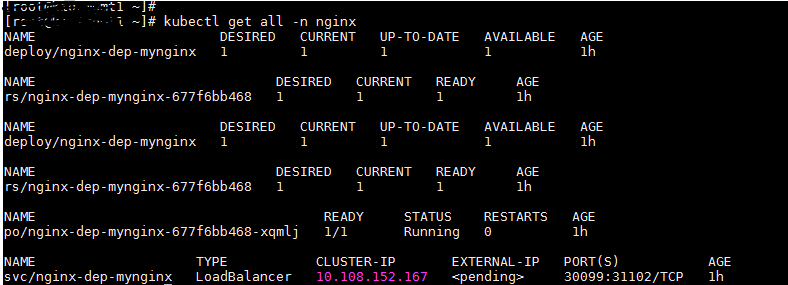 ~]#
~]# kubectl get all -n nginx
NAME DESIRED CURRENT UP-TO-DATE AVAILABLE AGE
deploy/nginx-dep-mynginx 1 1 1 1 1h
NAME DESIRED CURRENT READY AGE
rs/nginx-dep-mynginx-677f6bb468 1 1 1 1h
NAME DESIRED CURRENT UP-TO-DATE AVAILABLE AGE
deploy/nginx-dep-mynginx 1 1 1 1 1h
NAME DESIRED CURRENT READY AGE
rs/nginx-dep-mynginx-677f6bb468 1 1 1 1h
NAME READY STATUS RESTARTS AGE
po/nginx-dep-mynginx-677f6bb468-xqmlj 1/1 Running 0 1h
NAME TYPE CLUSTER-IP EXTERNAL-IP PORT(S) AGE
svc/nginx-dep-mynginx LoadBalancer 10.108.152.167 <pending> 30099:31102/TCP 1h